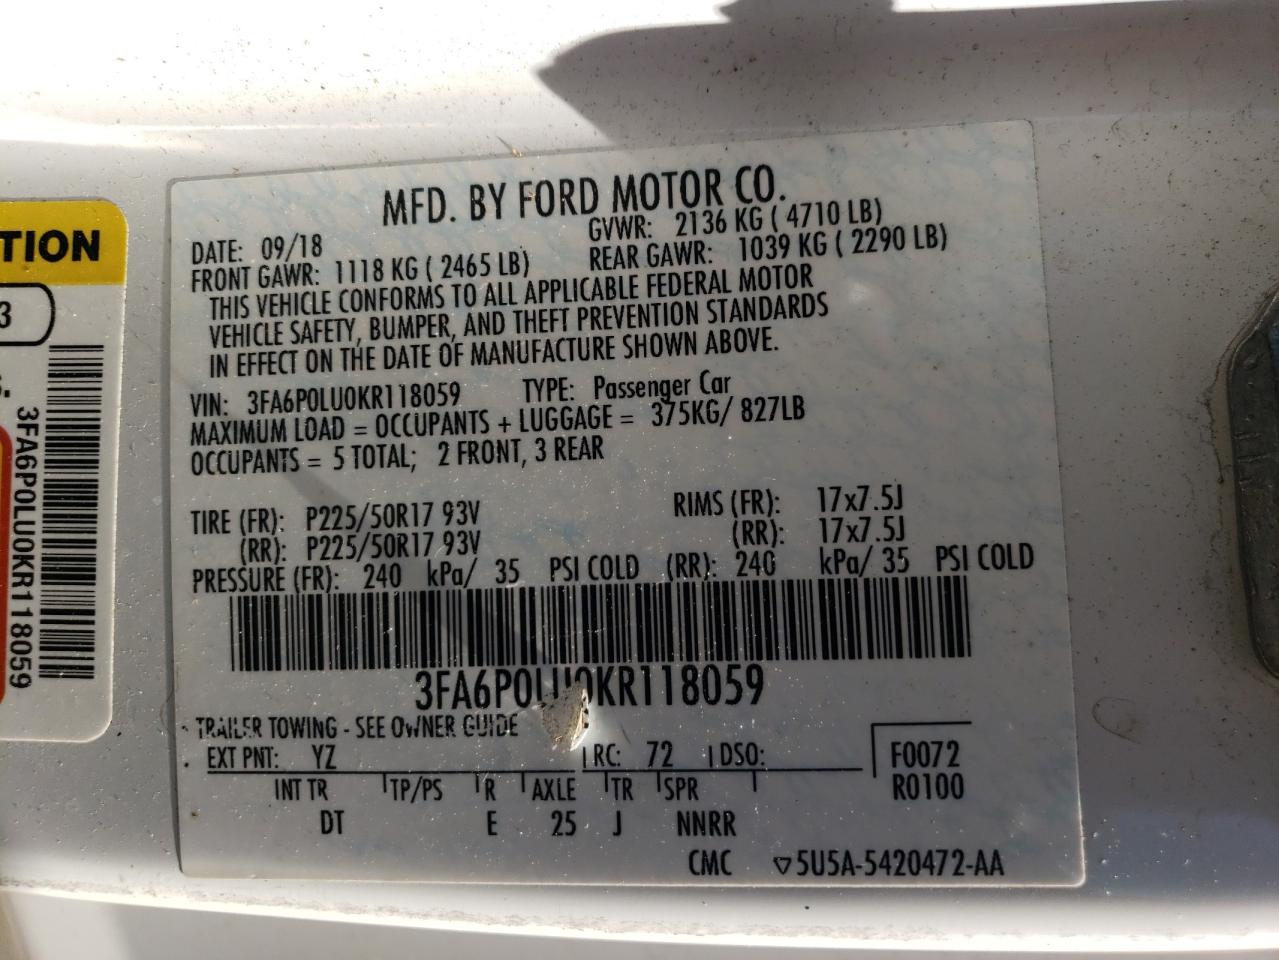 TION
3
3FA6P0LU0KR118059
MFD. BY FORD MOTOR CO.
DATE: 09/18 GVWR: 2136 KG ( 4710 LB)
FRONT GAWR: 1118 KG ( 2465 LB) REAR GAWR: 1039 KG ( 2290 LB)
THIS VEHICLE CONFORMS TO ALL APPLICABLE FEDERAL MOTOR
VEHICLE SAFETY, BUMPER, AND THEFT PREVENTION STANDARDS
IN EFFECT ON THE DATE OF MANUFACTURE SHOWN ABOVE.
VIN: 3FA6P0LU0KR118059 TYPE: Passenger Car
MAXIMUM LOAD = OCCUPANTS + LUGGAGE = 375KG/ 827LB
OCCUPANTS = 5 TOTAL; 2 FRONT, 3 REAR
TIRE (FR): P225/50R17 93V RIMS (FR): 17x7.5J
(RR): P225/50R17 93V (RR): 17x7.5J
PRESSURE (FR): 240 kPa/ 35 PSI COLD (RR): 240 kPa/ 35 PSI COLD
3FA6P0LU0KR118059
TRAILER TOWING - SEE OWNER GUIDE
EXT PNT: YZ RC: 72 DSO: F0072
INT TR TP/PS R AXLE TR SPR R0100
DT E 25 J NNRR
CMC ▽5U5A-5420472-AA